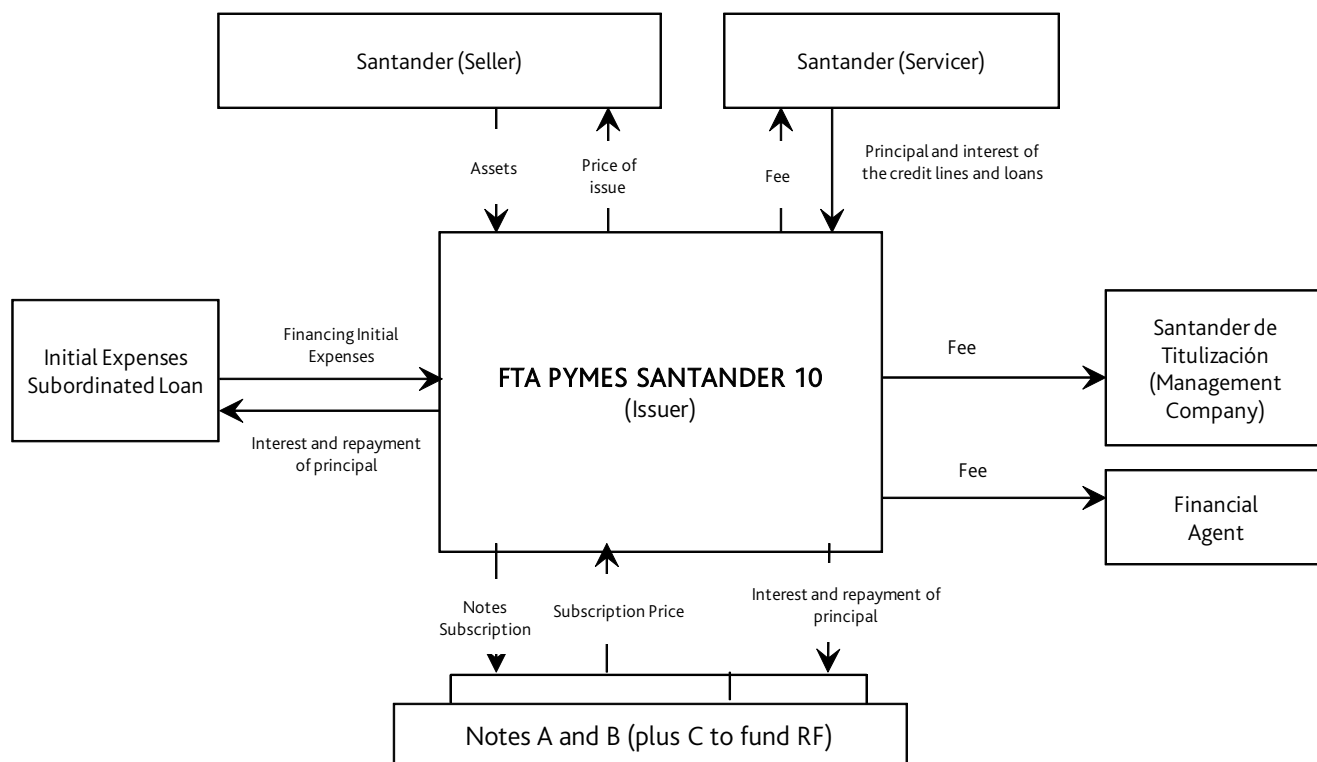 Santander (Seller)
Santander (Servicer)
Assets
Price of
issue
Fee
Principal and interest of
the credit lines and loans
Initial Expenses
Subordinated Loan
Financing Initial
Expenses
Interest and repayment
of principal
FTA PYMES SANTANDER 10
(Issuer)
Fee
Santander de
Titulización
(Management
Company)
Fee
Financial
Agent
Notes
Subscription
Subscription Price
Interest and repayment of
principal
Notes A and B (plus C to fund RF)